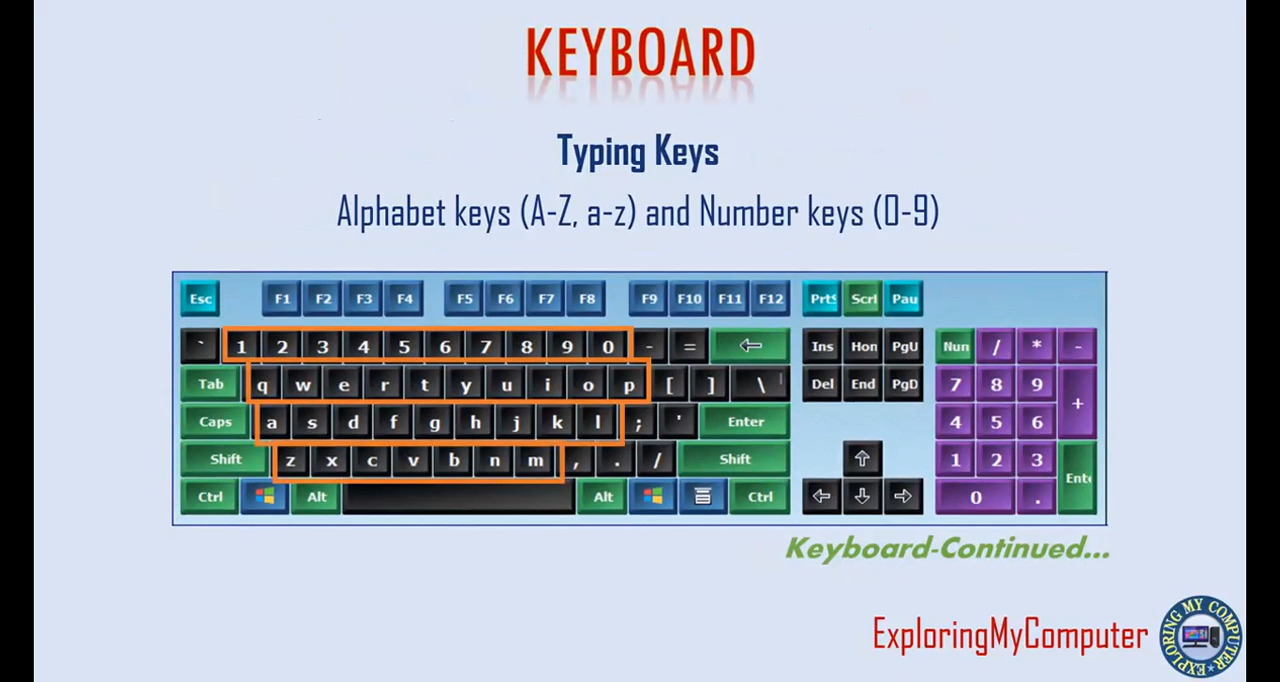 KEYBOARD
Typing Keys
Alphabet keys (A-Z, a-z) and Number keys (0-9)
Esc F1 F2 F3 F4 F5 F6 F7 F8 F9 F10 F11 F12 PrtS Scrl Pau
` 1 2 3 4 5 6 7 8 9 0 - = Ins Hon PgU Nun / * -
Tab q w e r t y u i o p [ ] \ Del End PgD 7 8 9 +
Caps a s d f g h j k l ; ' Enter 4 5 6
Shift z x c v b n m , . / Shift 1 2 3 Ente
Ctrl Alt Alt Ctrl 0 .
Keyboard-Continued...
ExploringMyComputer
EXPLORING MY COMPUTER